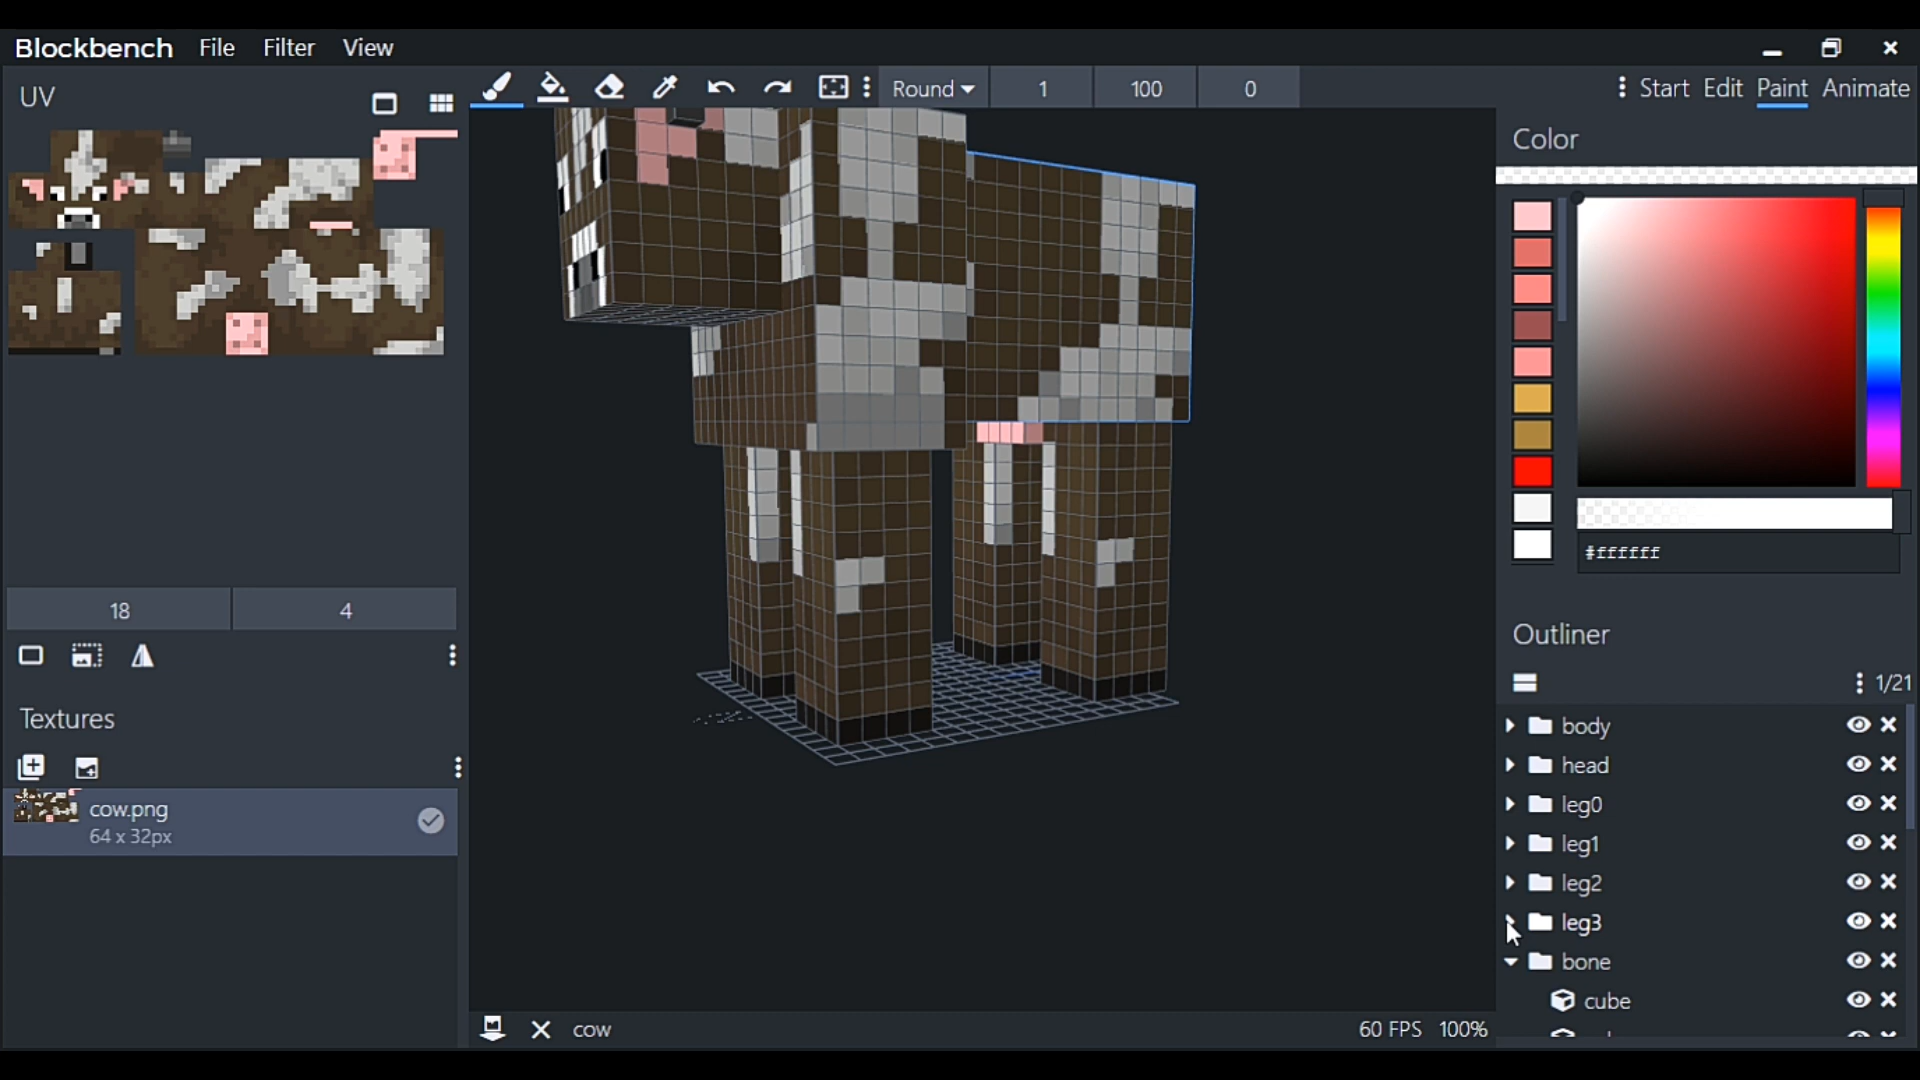 Blockbench File Filter View
UV
Round 1 100 0
Start Edit Paint Animate
Color
#ffffff
18 4
Textures
cow.png
64 x 32px
Outliner
1/21
body
head
leg0
leg1
leg2
leg3
bone
cube
cow 60 FPS 100%